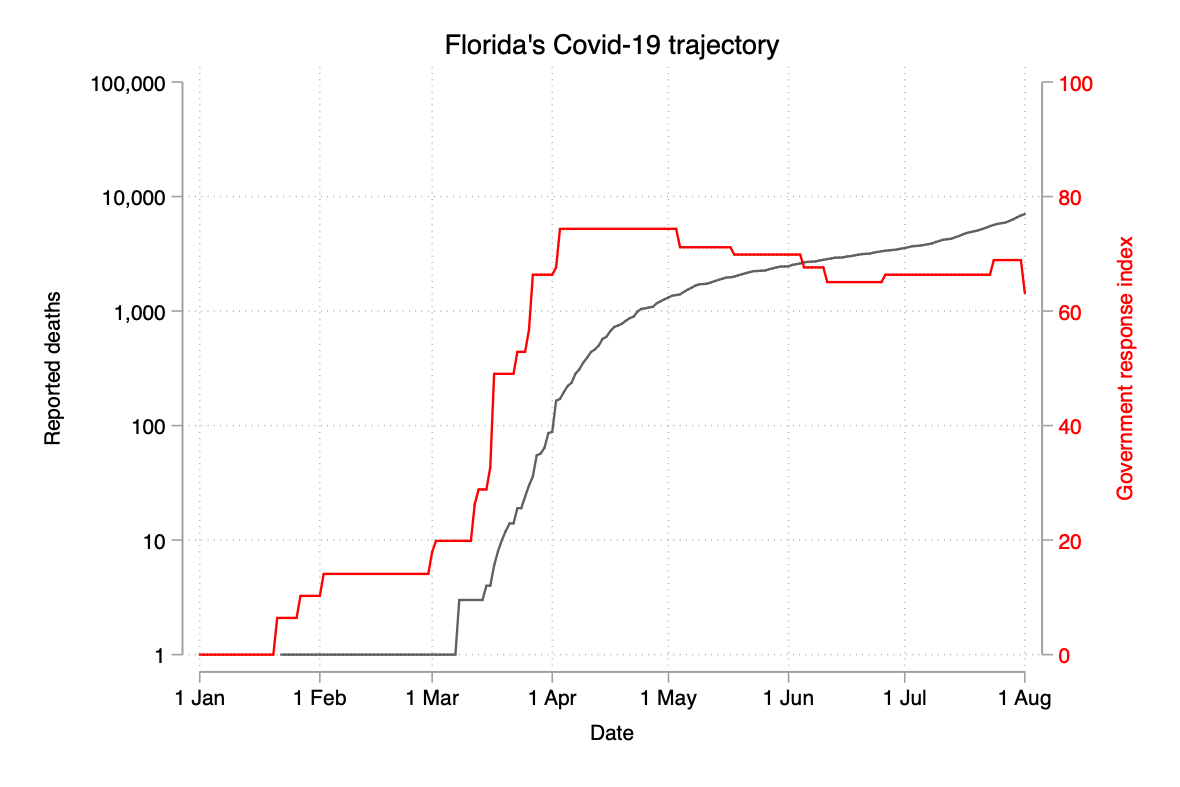 Florida's Covid-19 trajectory
100,000
10,000
1,000
100
10
1
Reported deaths
100
80
60
40
20
0
Government response index
1 Jan
1 Feb
1 Mar
1 Apr
1 May
1 Jun
1 Jul
1 Aug
Date